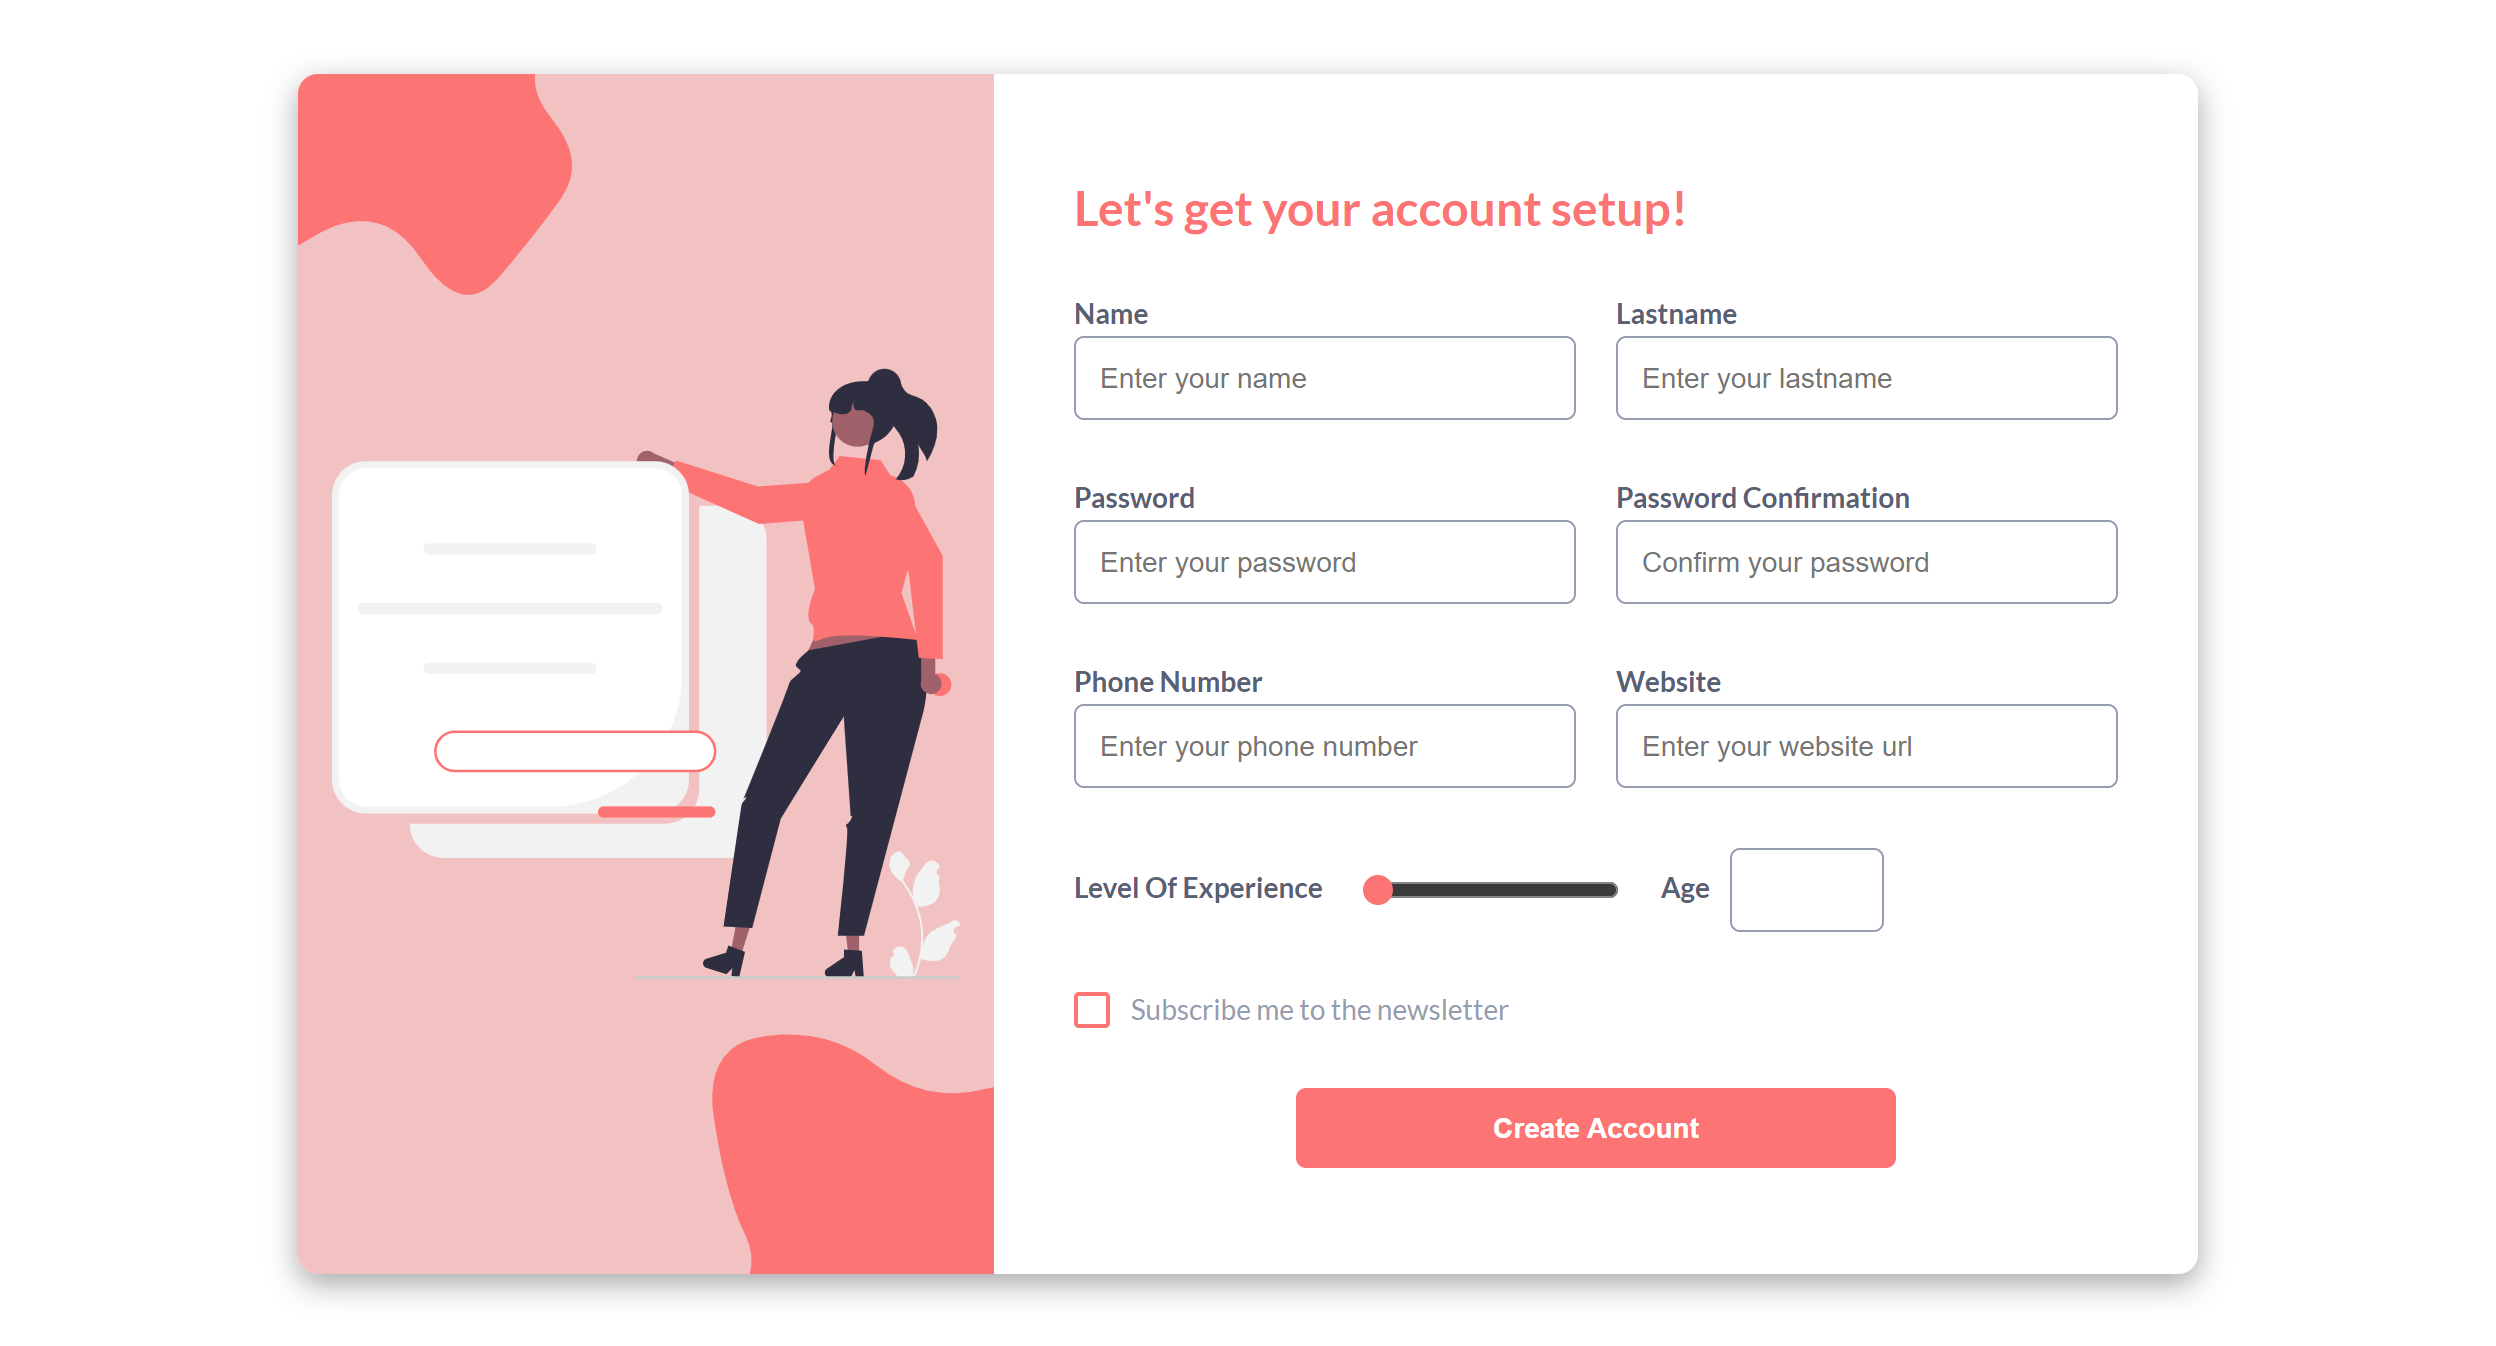 Let's get your account setup!
Name
Lastname
Enter your name
Enter your lastname
Password
Password Confirmation
Enter your password
Confirm your password
Phone Number
Website
Enter your phone number
Enter your website url
Level Of Experience
Age
Subscribe me to the newsletter
Create Account